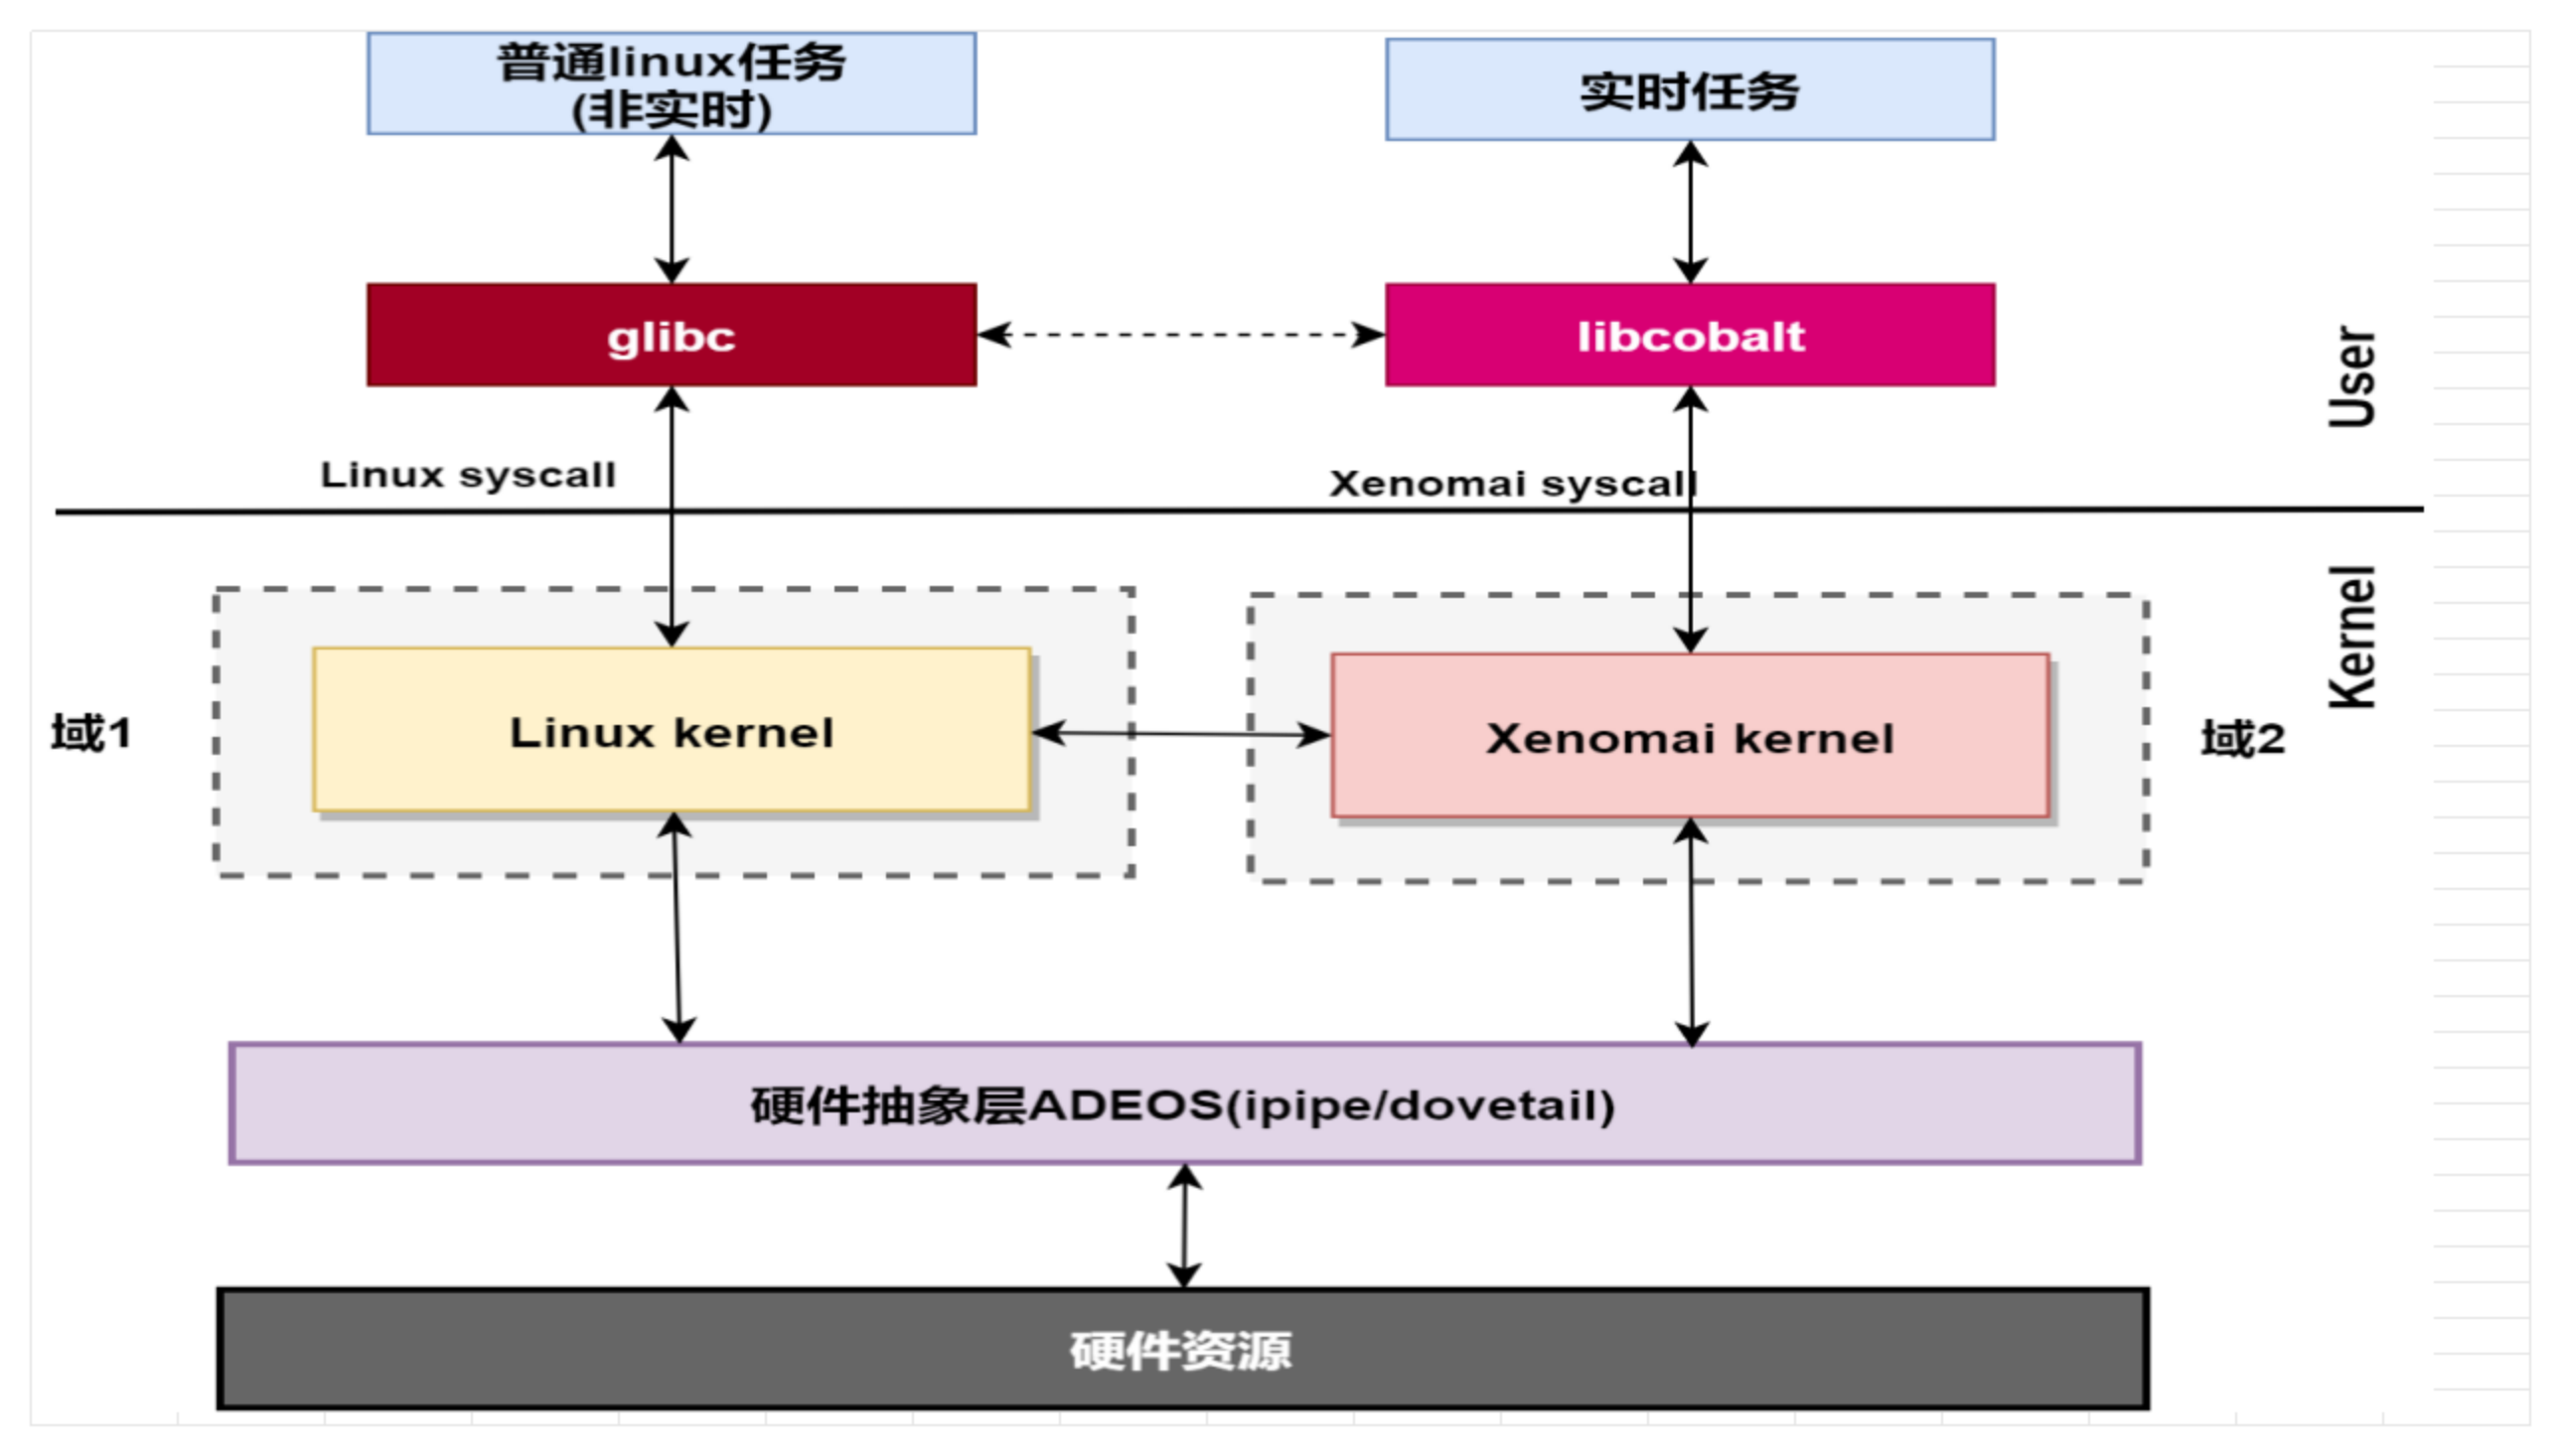 普通linux任务
(非实时)
实时任务
glibc
libcobalt
User
Linux syscall
Xenomai syscall
Kernel
域1
Linux kernel
Xenomai kernel
域2
硬件抽象层ADEOS(ipipe/dovetail)
硬件资源